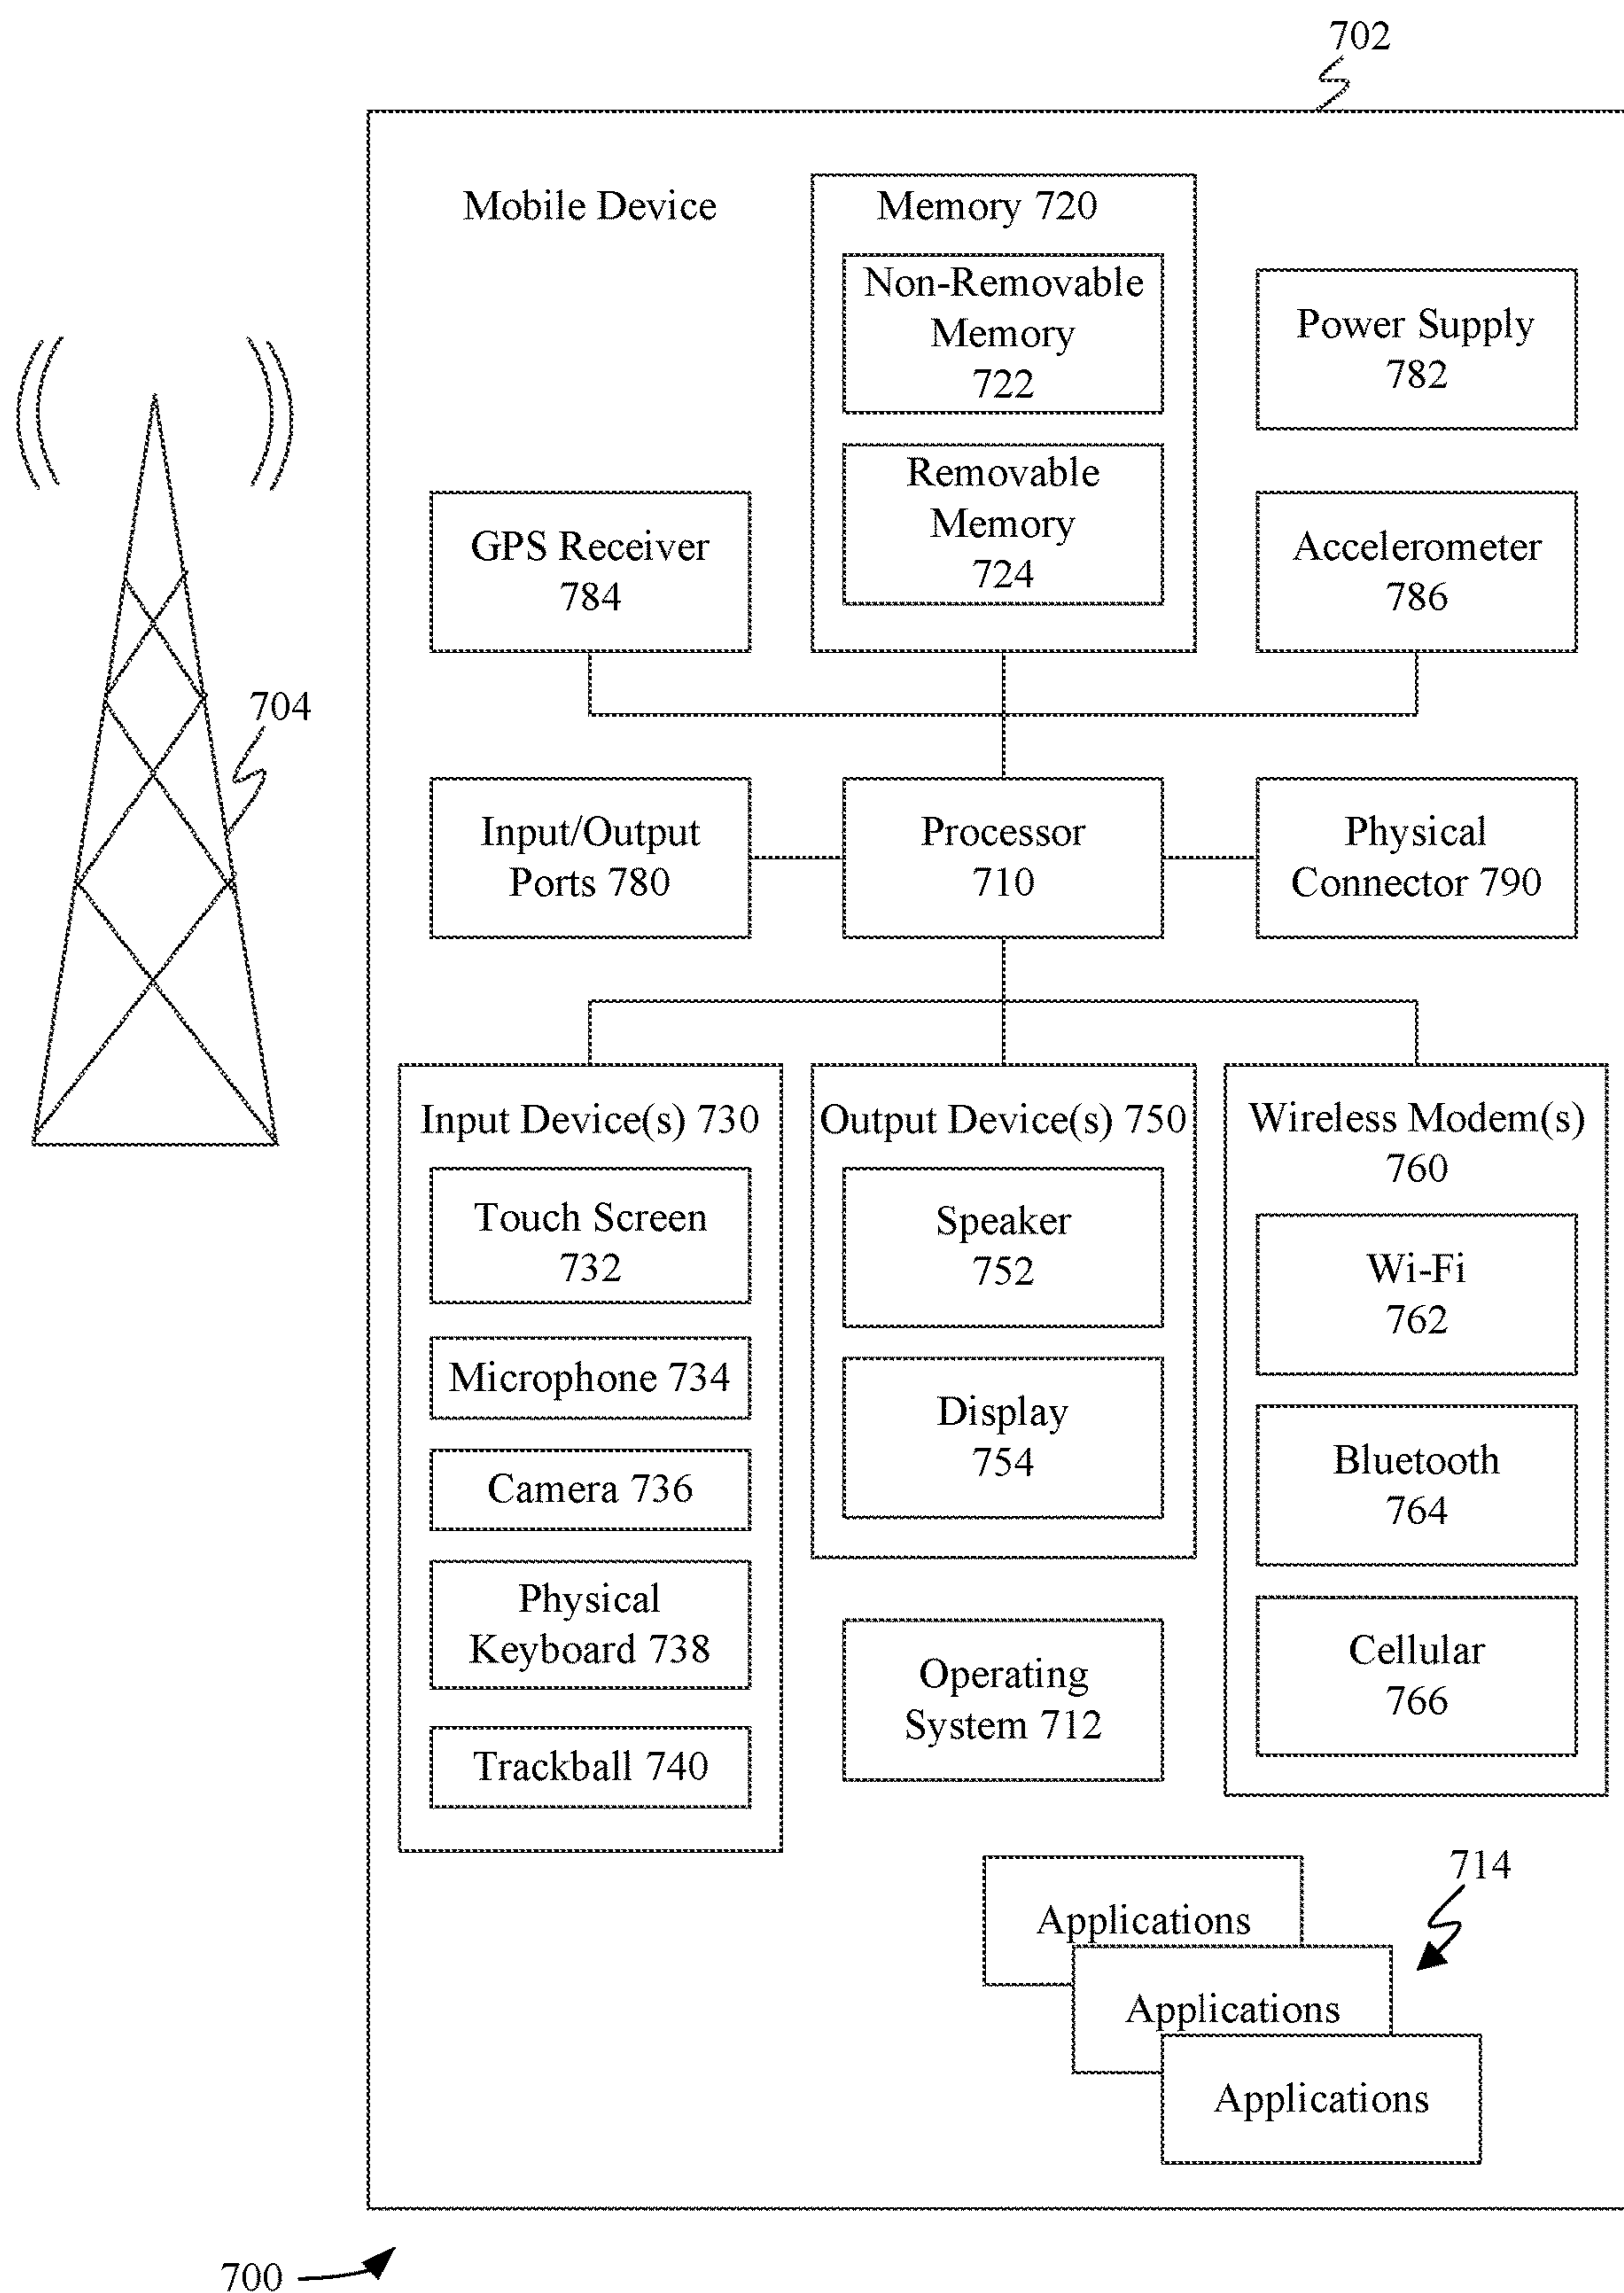 702
Mobile Device
Memory 720
Non-Removable
Memory
722
Removable
Memory
724
Power Supply
782
GPS Receiver
784
Accelerometer
786
704
Input/Output
Ports 780
Processor
710
Physical
Connector 790
Input Device(s) 730
Touch Screen
732
Microphone 734
Camera 736
Physical
Keyboard 738
Trackball 740
Output Device(s) 750
Speaker
752
Display
754
Operating
System 712
Wireless Modem(s)
760
Wi-Fi
762
Bluetooth
764
Cellular
766
714
Applications
Applications
Applications
700